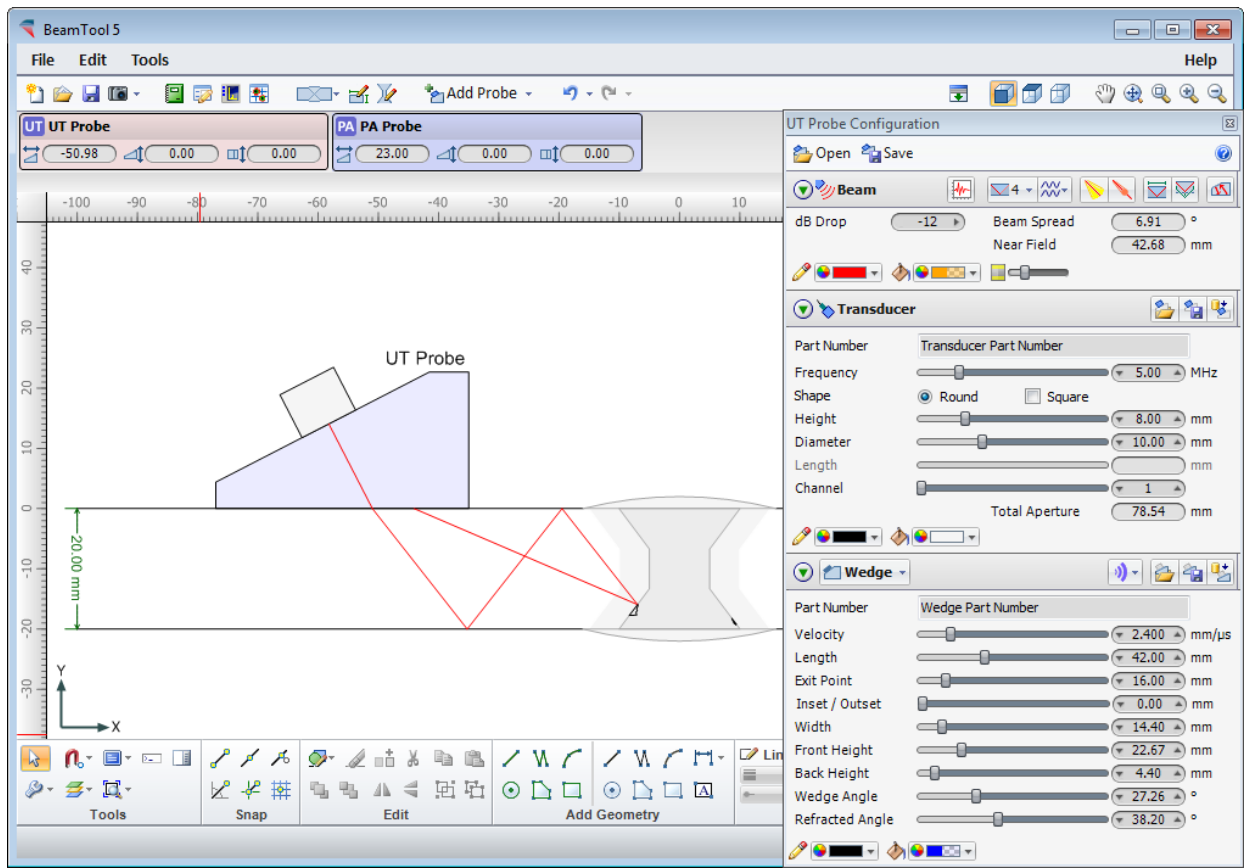 BeamTool 5
File Edit Tools Help
Add Probe
UT UT Probe
-50.98 0.00 0.00
PA PA Probe
23.00 0.00 0.00
-100 -90 -80 -70 -60 -50 -40 -30 -20 -10 0 10
40
30
20
10
0
-10
-20
-30
UT Probe
20.00 mm
Y
X
Tools Snap Edit Add Geometry
Lin
UT Probe Configuration
Open Save
Beam 4
dB Drop -12 Beam Spread 6.91 °
Near Field 42.68 mm
Transducer
Part Number Transducer Part Number
Frequency 5.00 MHz
Shape Round Square
Height 8.00 mm
Diameter 10.00 mm
Length mm
Channel 1
Total Aperture 78.54 mm
Wedge
Part Number Wedge Part Number
Velocity 2.400 mm/µs
Length 42.00 mm
Exit Point 16.00 mm
Inset / Outset 0.00 mm
Width 14.40 mm
Front Height 22.67 mm
Back Height 4.40 mm
Wedge Angle 27.26 °
Refracted Angle 38.20 °